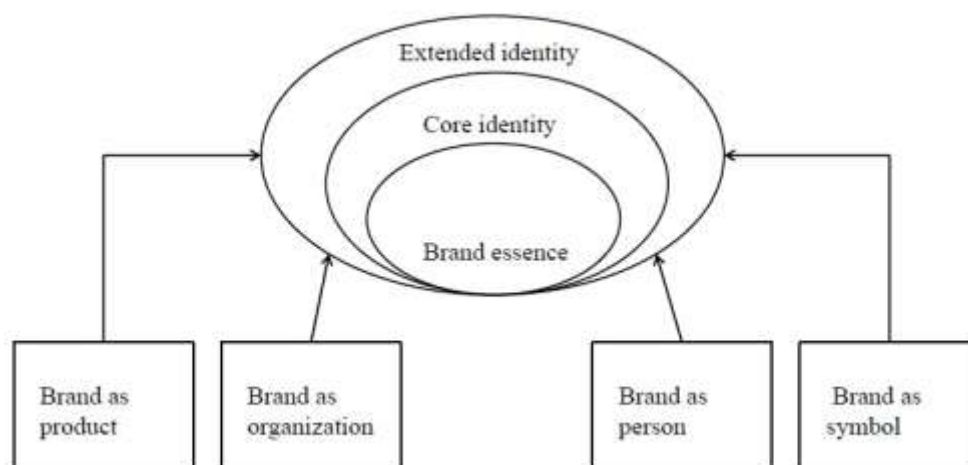 Extended identity
Core identity
Brand essence
Brand as
product
Brand as
organization
Brand as
person
Brand as
symbol